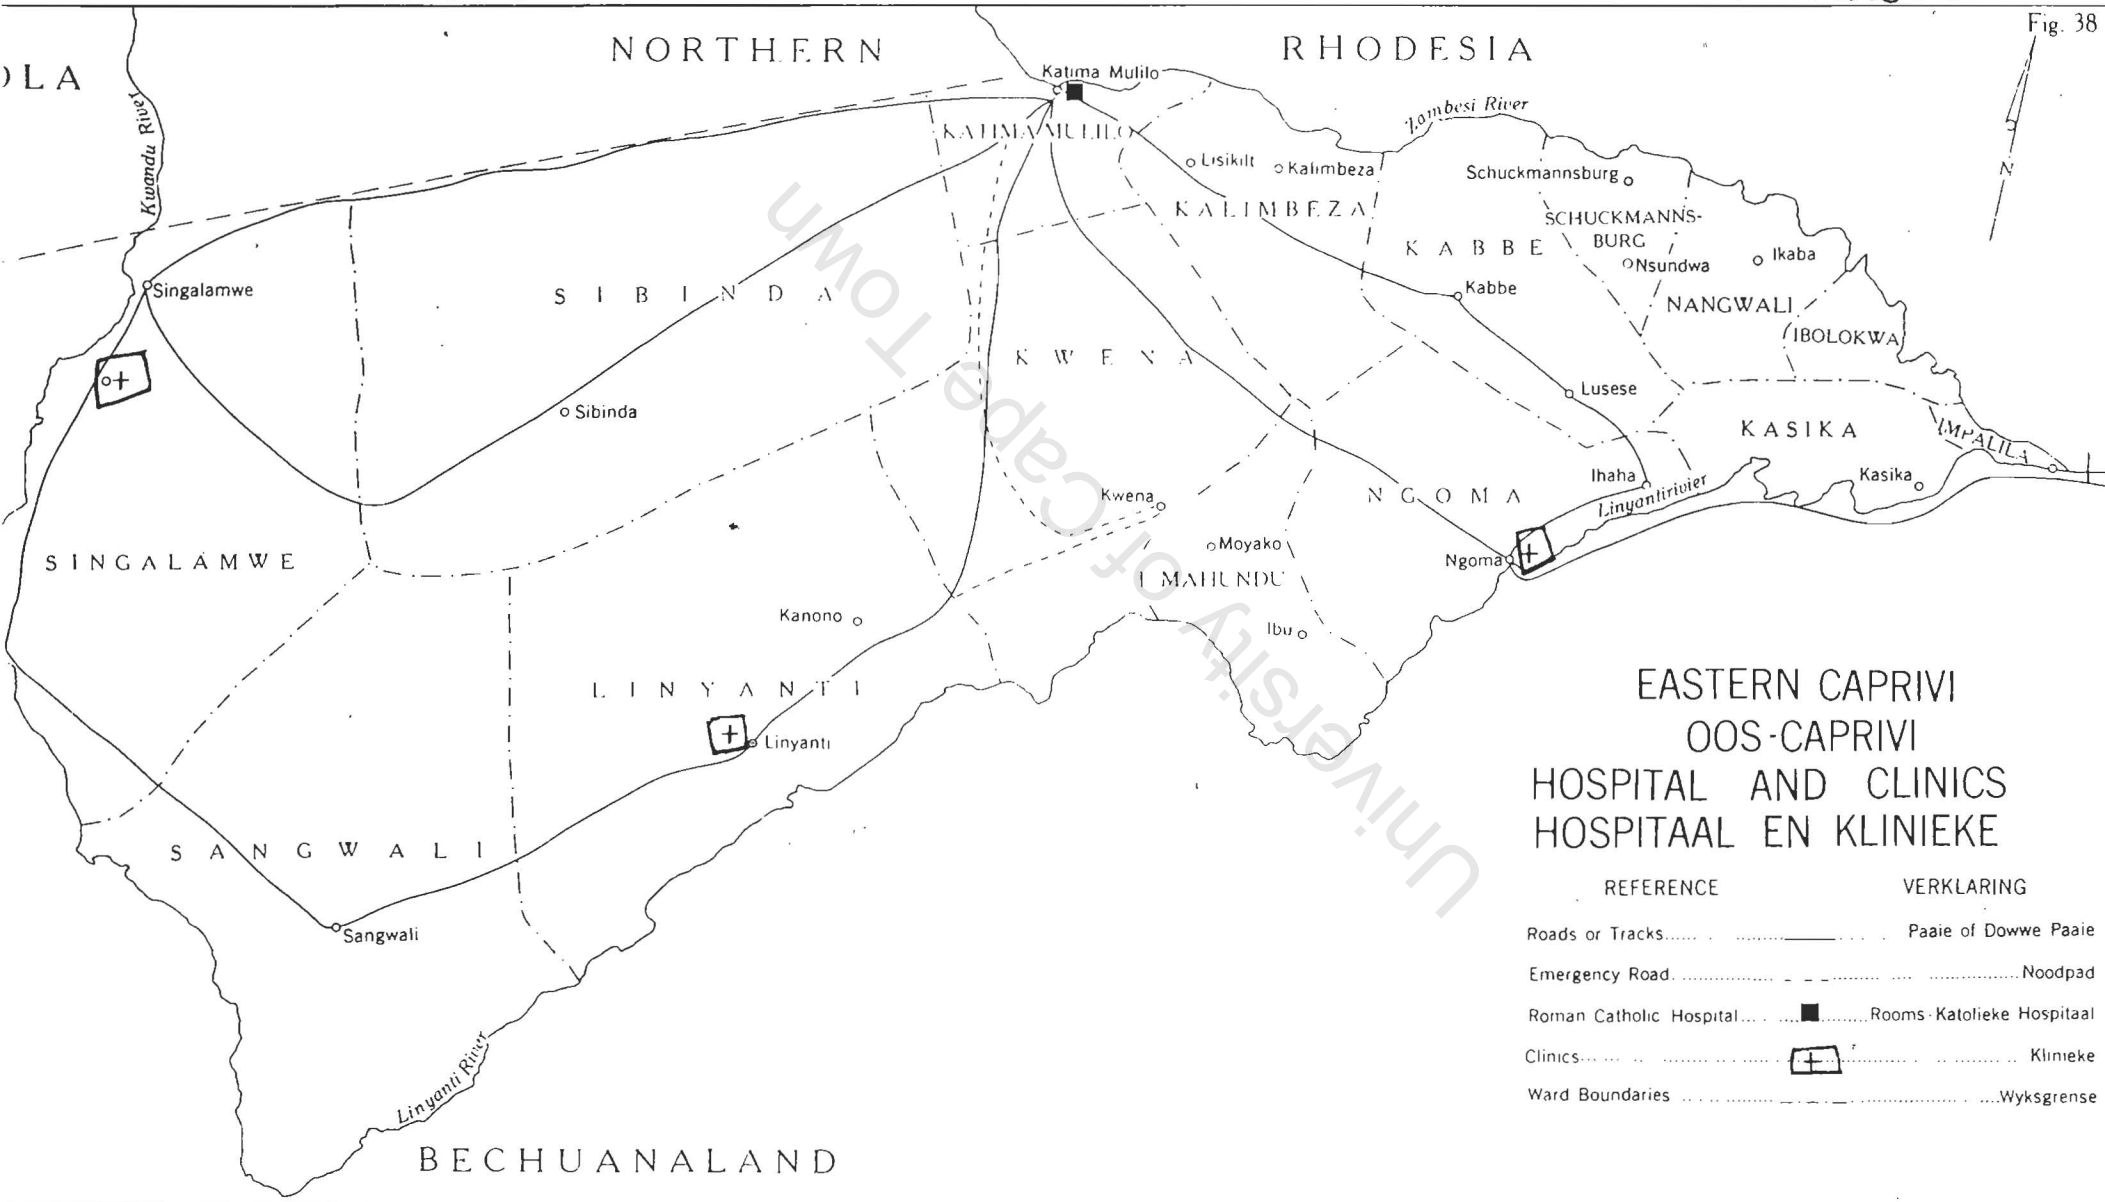 Fig. 38
NORTHERN RHODESIA
OLA
Katima Mulilo
Kwandu River
Zambesi River
KATIMA MULILO
Lisikili
Kalimbeza
Schuckmannsburg
N
KALIMBEZA
SCHUCKMANNS-
BURG
KABBE
Nsundwa
Ikaba
Singalamwe
SIBINDA
Kabbe
NANGWALI
IBOLOKWA
KWENA
Sibinda
Lusese
KASIKA
IMPALILA
Ihaha
Kasika
Kwena
NGOMA
Linyantirivier
SINGALAMWE
Moyako
Ngoma
MAHUNDU
Kanono
Ibu
LINYANTI
Linyanti
SANGWALI
Sangwali
Linyanti River
BECHUANALAND
University of Cape Town
EASTERN CAPRIVI
OOS-CAPRIVI
HOSPITAL AND CLINICS
HOSPITAAL EN KLINIEKE
REFERENCE VERKLARING
Roads or Tracks Paaie of Dowwe Paaie
Emergency Road Noodpad
Roman Catholic Hospital Rooms-Katolieke Hospitaal
Clinics Klinieke
Ward Boundaries Wyksgrense